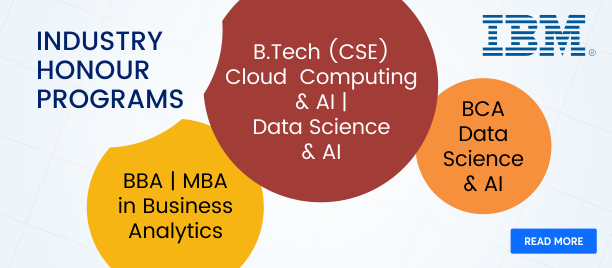 INDUSTRY
HONOUR
PROGRAMS
B.Tech (CSE)
Cloud Computing
& AI |
Data Science
& AI
IBM®
BCA
Data
Science
& AI
BBA | MBA
in Business
Analytics
READ MORE